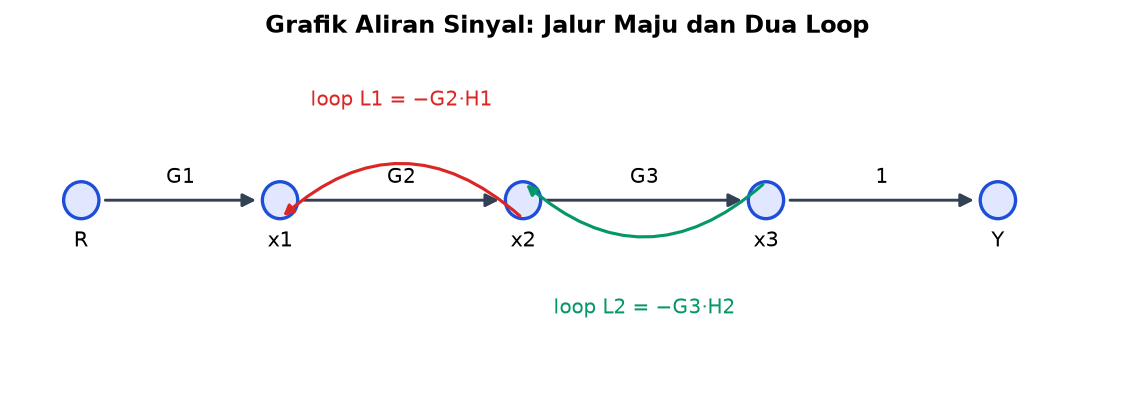 Grafik Aliran Sinyal: Jalur Maju dan Dua Loop
loop L1 = −G2·H1
G1
G2
G3
1
R
x1
x2
x3
Y
loop L2 = −G3·H2